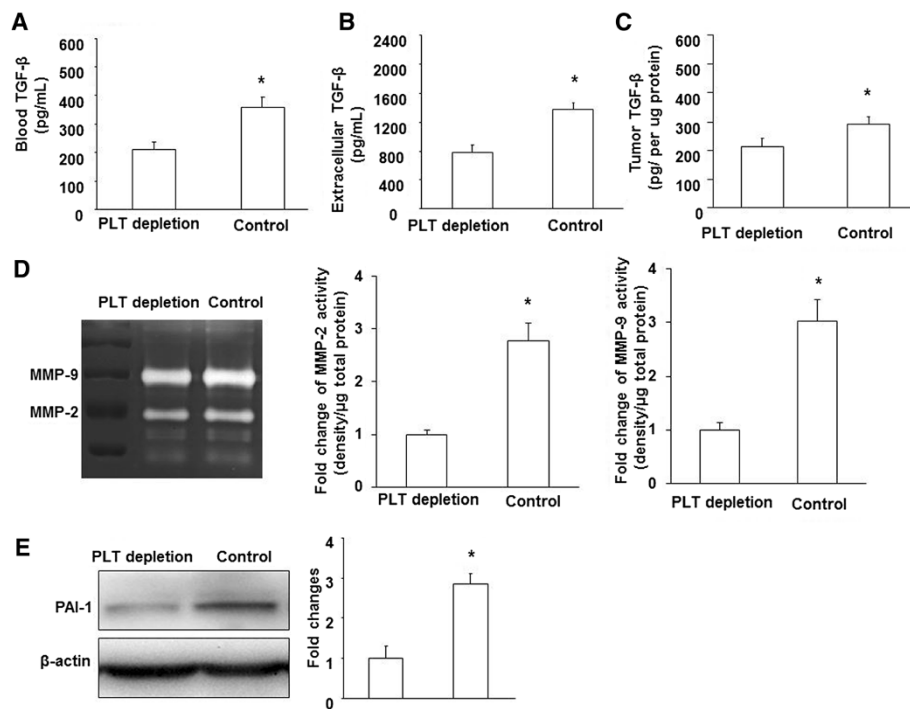 A
Blood TGF-β
(pg/mL)
600
500
400
300
200
100
0
*
PLT depletion
Control
B
Extracellular TGF-β
(pg/mL)
2400
2000
1600
1200
800
400
0
*
PLT depletion
Control
C
Tumor TGF-β
(pg/ per ug protein)
600
500
400
300
200
100
0
*
PLT depletion
Control
D
PLT depletion Control
MMP-9
MMP-2
Fold change of MMP-2 activity
(density/μg total protein)
4
3
2
1
0
*
PLT depletion
Control
Fold change of MMP-9 activity
(density/μg total protein)
4
3
2
1
0
*
PLT depletion
Control
E
PLT depletion Control
PAI-1
β-actin
Fold changes
4
3
2
1
0
*